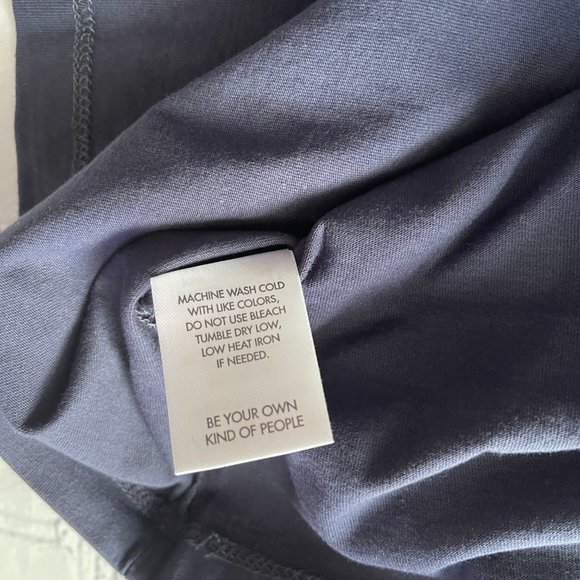 MACHINE WASH COLD
WITH LIKE COLORS,
DO NOT USE BLEACH
TUMBLE DRY LOW,
LOW HEAT IRON
IF NEEDED.
BE YOUR OWN
KIND OF PEOPLE